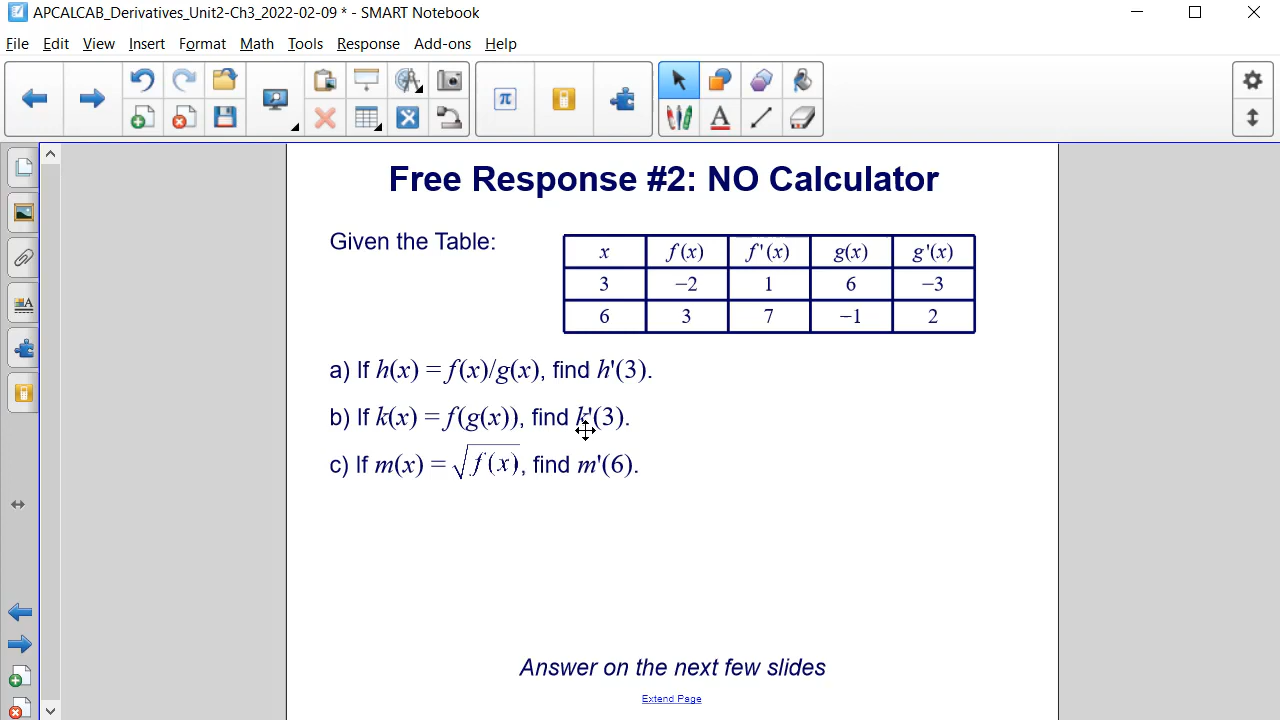 APCALCAB_Derivatives_Unit2-Ch3_2022-02-09 * - SMART Notebook
File Edit View Insert Format Math Tools Response Add-ons Help
Free Response #2: NO Calculator
Given the Table:
x f(x) f'(x) g(x) g'(x)
3 −2 1 6 −3
6 3 7 −1 2
a) If h(x) = f(x)/g(x), find h'(3).
b) If k(x) = f(g(x)), find k'(3).
c) If m(x) = √f(x), find m'(6).
Answer on the next few slides
Extend Page